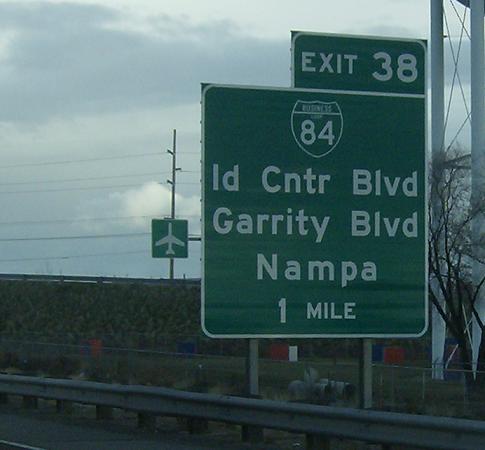 EXIT 38
BUSINESS
LOOP
84
Id Cntr Blvd
Garrity Blvd
Nampa
1 MILE